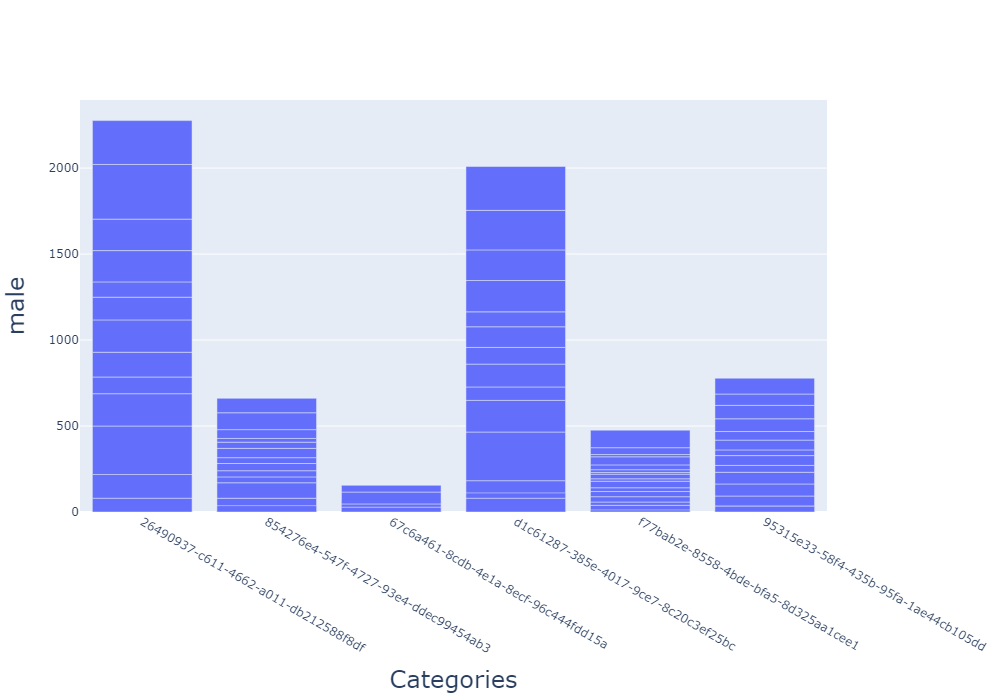 2000
1500
1000
500
0
male
26490937-c611-4662-a011-db212588f8df
854276e4-547f-4727-93e4-ddec99454ab3
67c6a461-8cdb-4e1a-8ecf-96c444fdd15a
d1c61287-385e-4017-9ce7-8c20c3ef25bc
f77bab2e-8558-4bde-bfa5-8d325aa1cee1
95315e33-58f4-435b-95fa-1ae44cb105dd
Categories